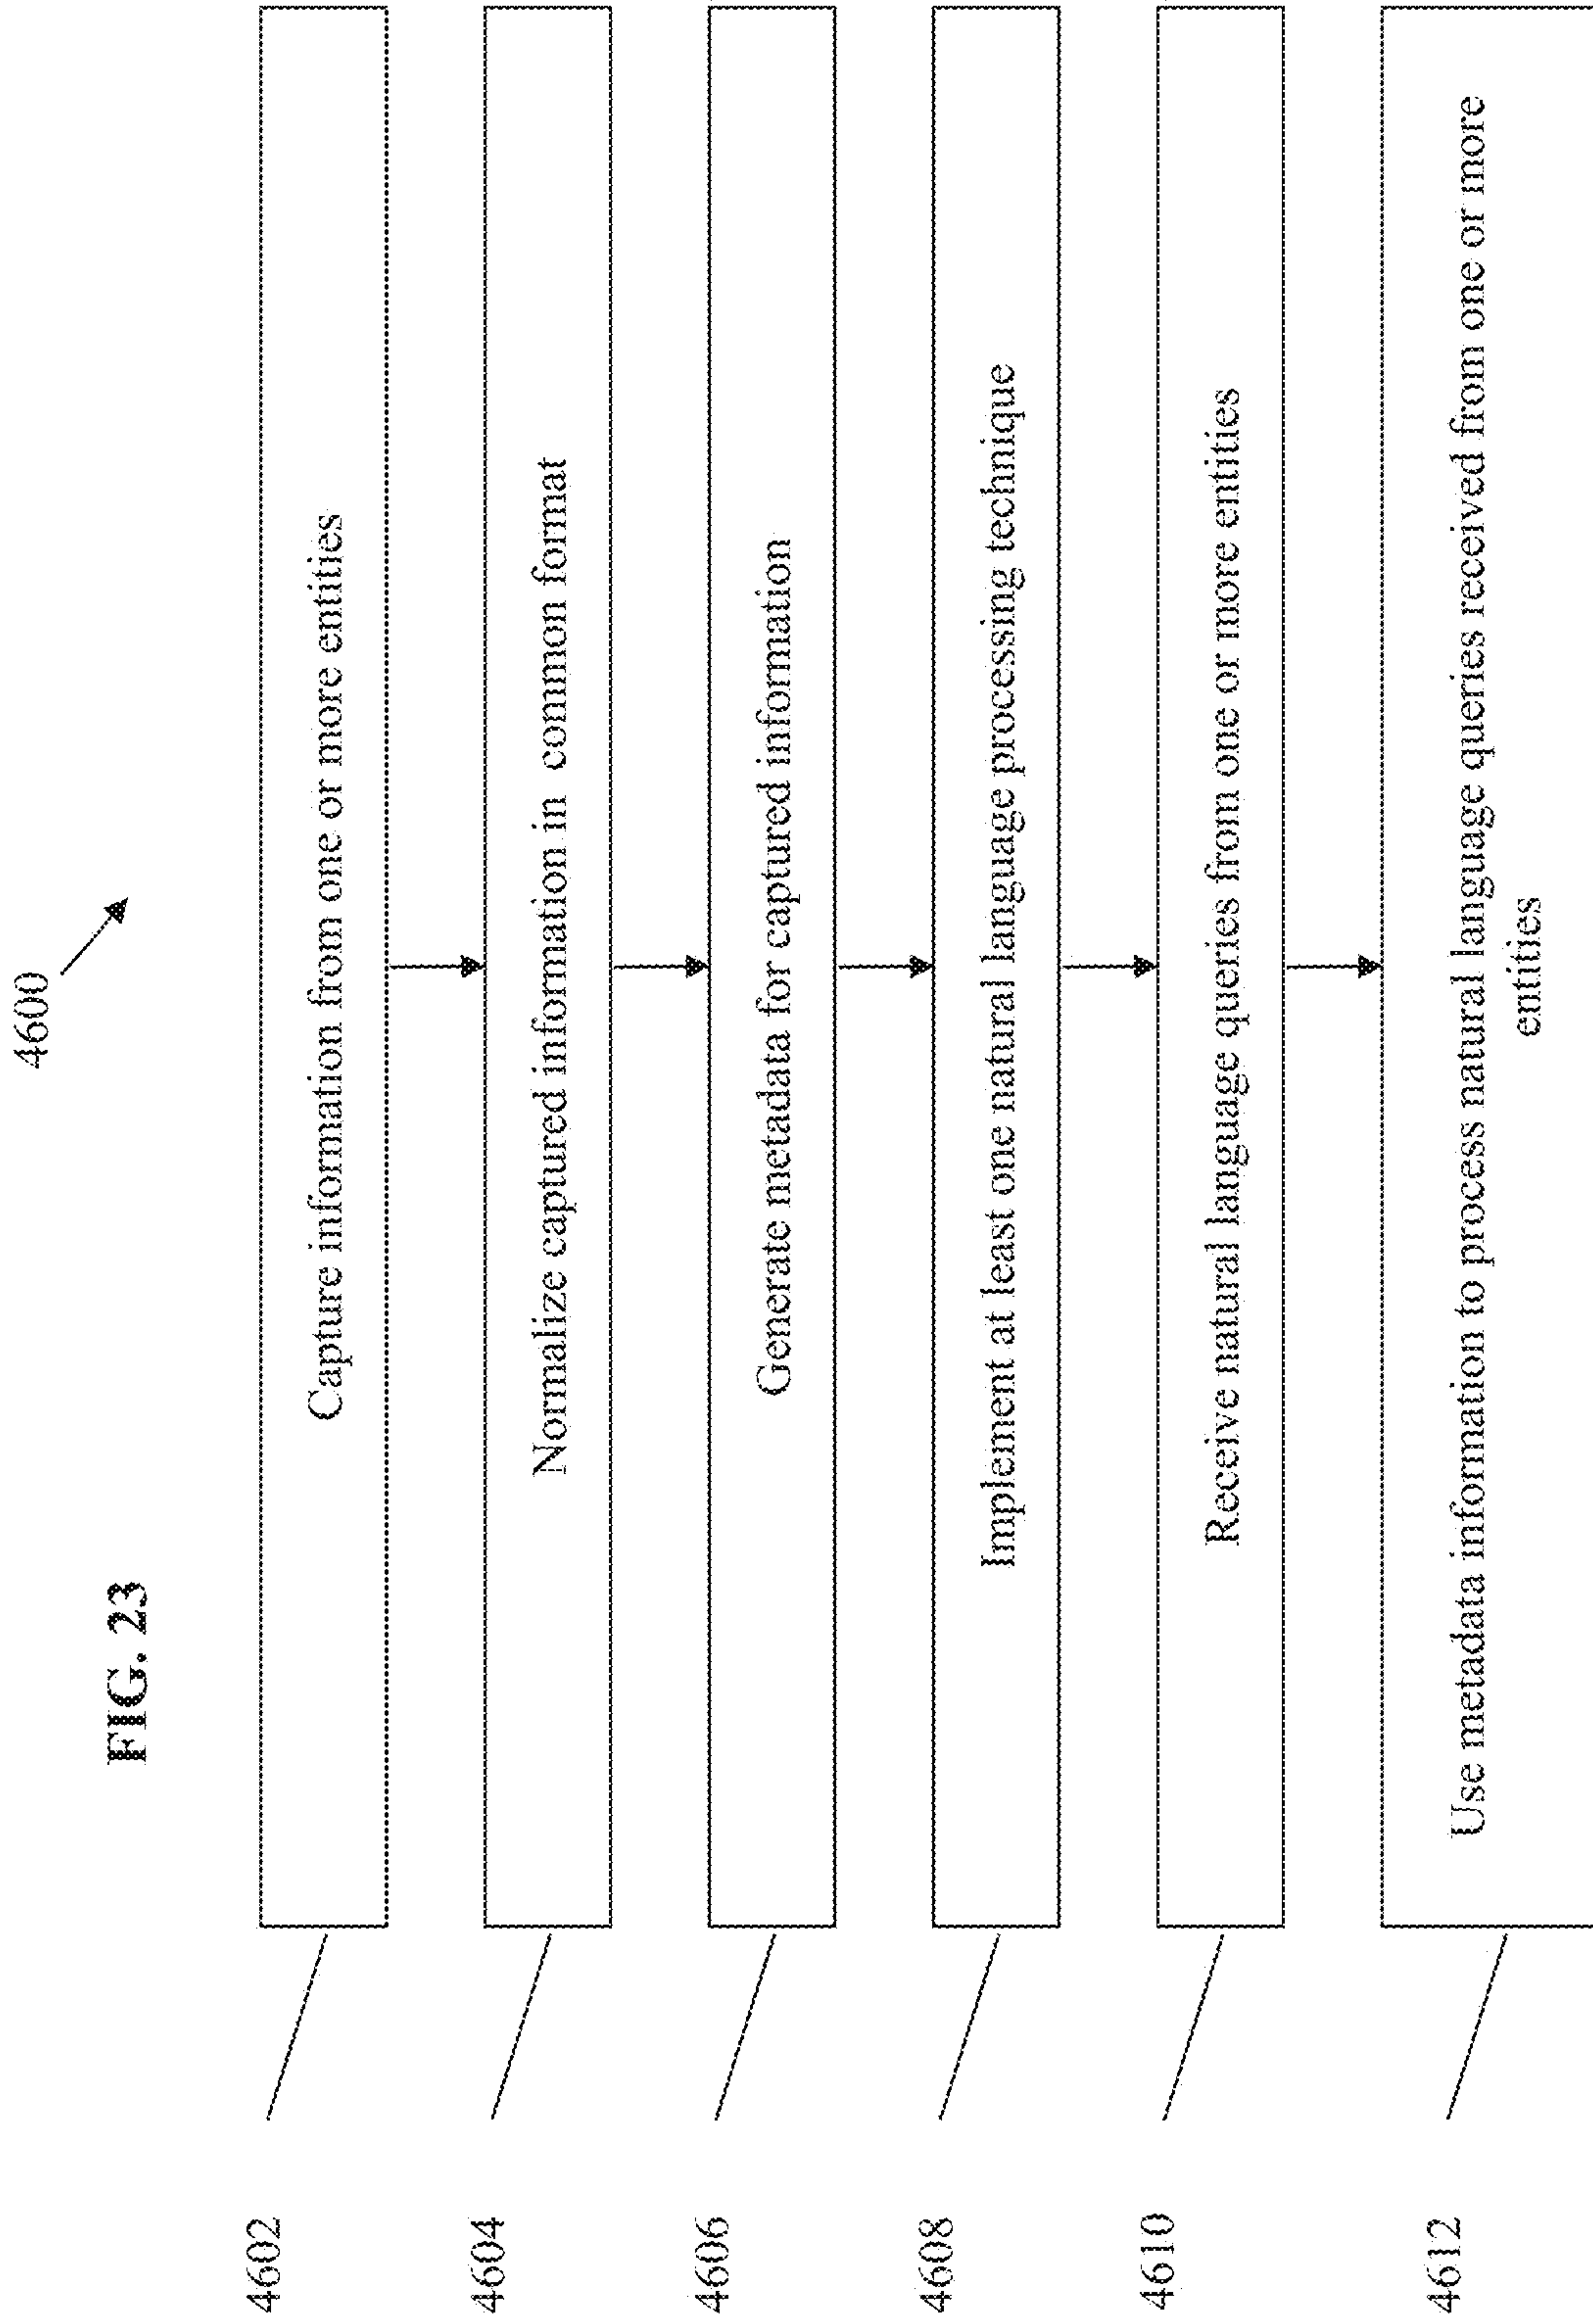 FIG. 23
4600
4602
Capture information from one or more entities
4604
Normalize captured information in common format
4606
Generate metadata for captured information
4608
Implement at least one natural language processing technique
4610
Receive natural language queries from one or more entities
4612
Use metadata information to process natural language queries received from one or more
entities